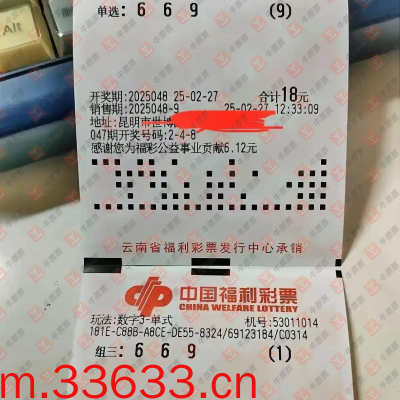 Alt
单选: 6 6 9 (9)
开奖期:2025048 25-02-27 合计18元
销售期:2025048-9 25-02-27 12:33:09
地址:昆明市世博
047期开奖号码:2-4-8
感谢您为福彩公益事业贡献6.12元
云南省福利彩票发行中心承销
中国福利彩票
CHINA WELFARE LOTTERY
玩法:数字3-单式 机号:53011014
181E-C8BB-A8CE-DE55-8324/69123184/C0314
组三: 6 6 9 (1)
m.33633.cn